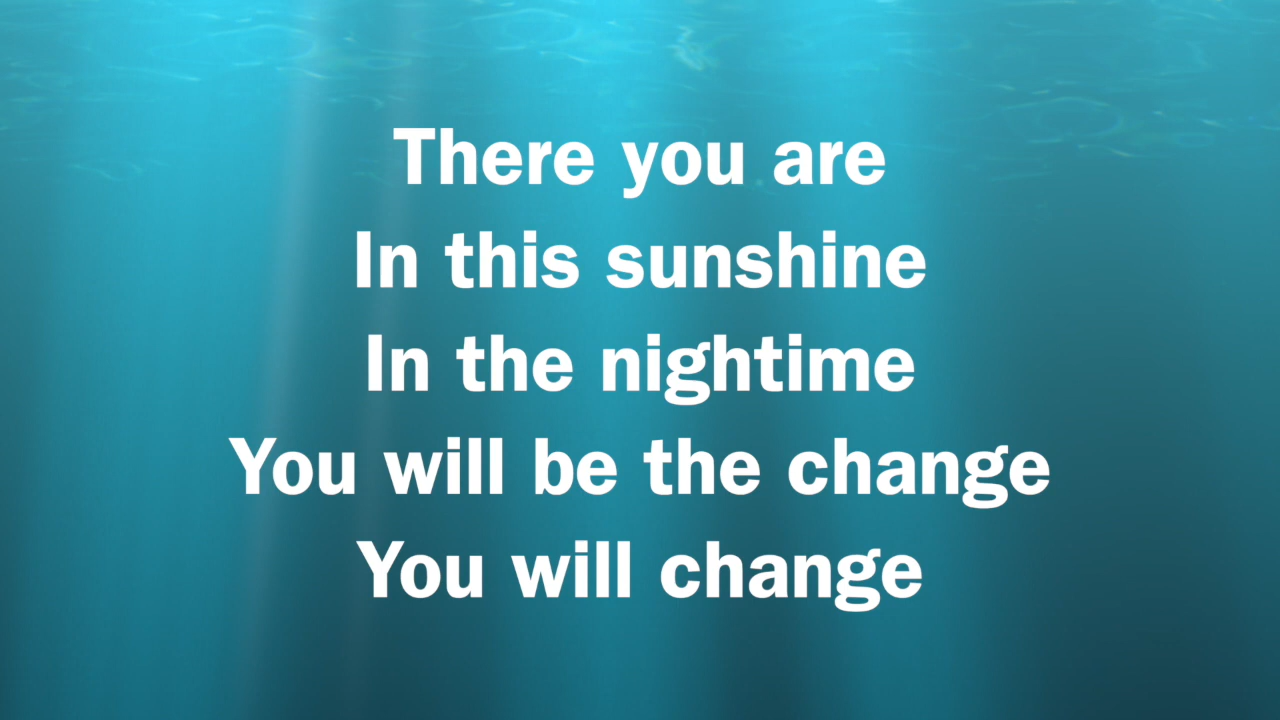 There you are
In this sunshine
In the nightime
You will be the change
You will change